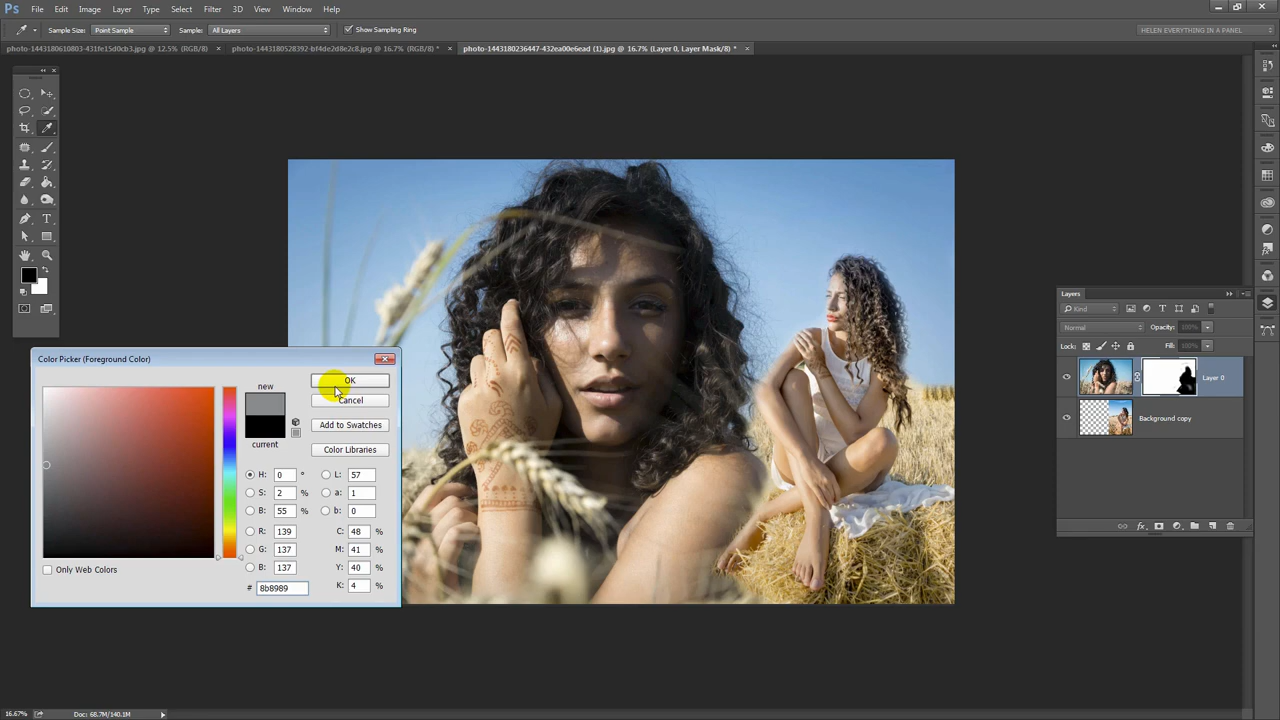 Ps File Edit Image Layer Type Select Filter 3D View Window Help
Sample Size: Point Sample Sample: All Layers Show Sampling Ring HELEN EVERYTHING IN A PANEL
photo-1443180610803-431fe15d0cb3.jpg @ 12.5% (RGB/8) × photo-1443180528392-bf4de2d8e2c8.jpg @ 16.7% (RGB/8) * × photo-1443180236447-432ea00e6ead (1).jpg @ 16.7% (Layer 0, Layer Mask/8) * ×
Color Picker (Foreground Color)
new
current
OK
Cancel
Add to Swatches
Color Libraries
H: 0 ° L: 57
S: 2 % a: 1
B: 55 % b: 0
R: 139 C: 48 %
G: 137 M: 41 %
B: 137 Y: 40 %
# 8b8989 K: 4 %
Only Web Colors
Layers
Kind
Normal Opacity: 100%
Lock: Fill: 100%
Layer 0
Background copy
fx
16.67% Doc: 68.7M/140.1M